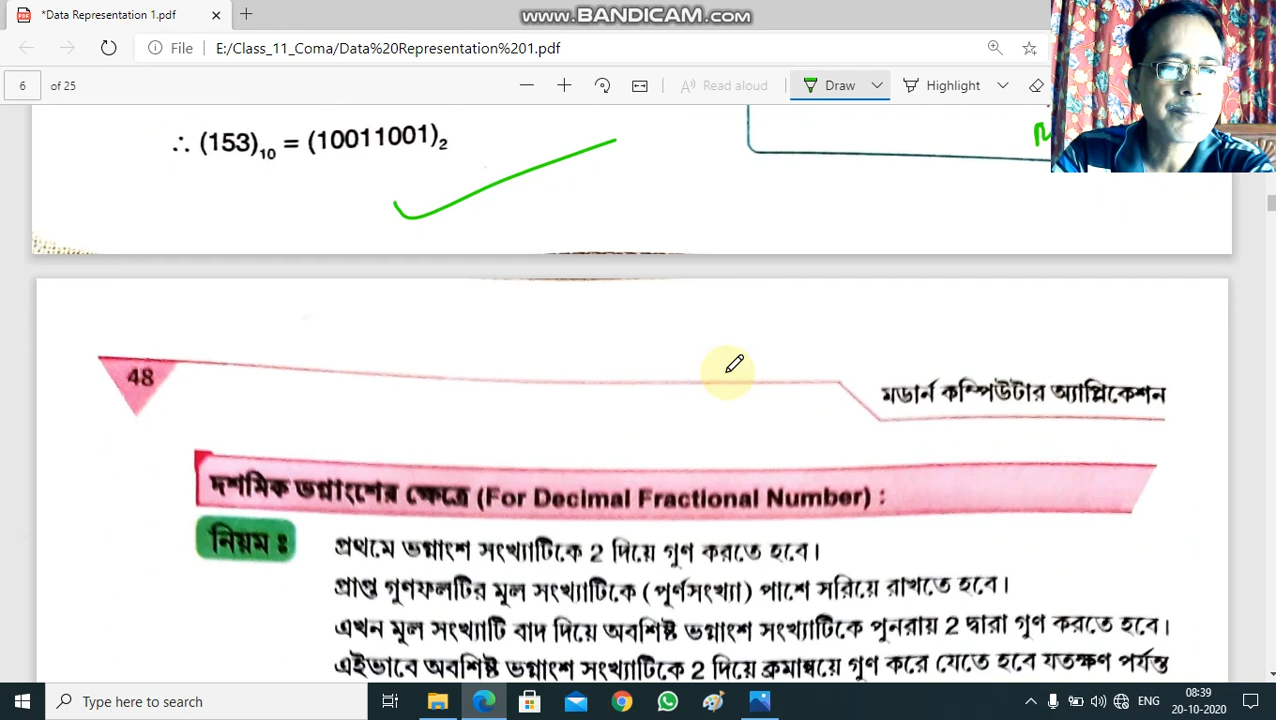 www.BANDICAM.com
*Data Representation 1.pdf
File
E:/Class_11_Coma/Data%20Representation%201.pdf
6 of 25
Read aloud
Draw
Highlight
∴ (153)₁₀ = (10011001)₂
48
মডার্ন কম্পিউটার অ্যাপ্লিকেশন
দশমিক ভগ্নাংশের ক্ষেত্রে (For Decimal Fractional Number) :
নিয়ম ঃ
প্রথমে ভগ্নাংশ সংখ্যাটিকে 2 দিয়ে গুণ করতে হবে।
প্রাপ্ত গুণফলটির মূল সংখ্যাটিকে (পূর্ণসংখ্যা) পাশে সরিয়ে রাখতে হবে।
এখন মূল সংখ্যাটি বাদ দিয়ে অবশিষ্ট ভগ্নাংশ সংখ্যাটিকে পুনরায় 2 দ্বারা গুণ করতে হবে।
এইভাবে অবশিষ্ট ভগ্নাংশ সংখ্যাটিকে 2 দিয়ে ক্রমান্বয়ে গুণ করে যেতে হবে যতক্ষণ পর্যন্ত
Type here to search
ENG
08:39
20-10-2020